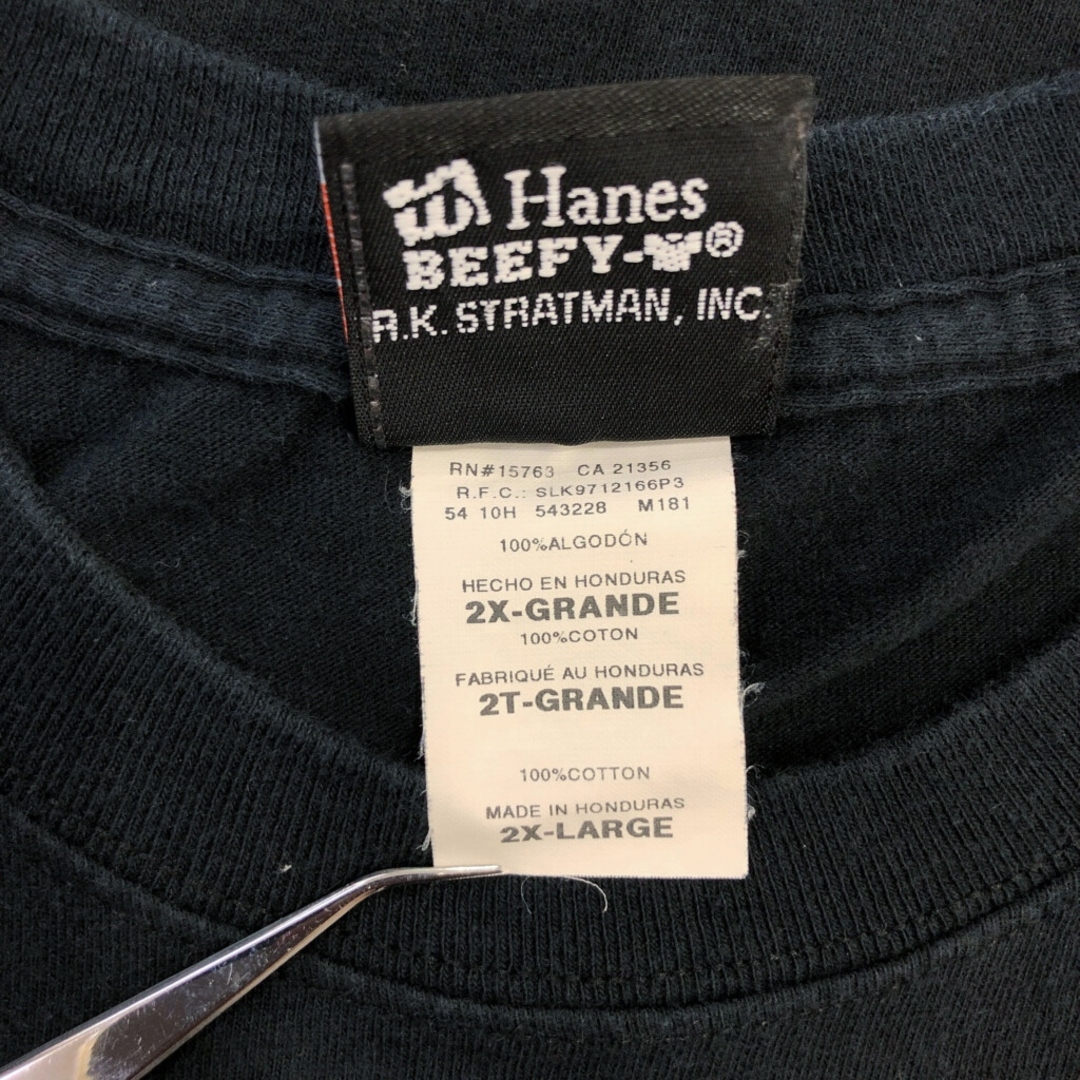 Hanes
BEEFY-T®
R.K. STRATMAN, INC.
RN#15763 CA 21356
R.F.C.: SLK9712166P3
54 10H 543228 M181
100%ALGODÓN
HECHO EN HONDURAS
2X-GRANDE
100%COTON
FABRIQUÉ AU HONDURAS
2T-GRANDE
100%COTTON
MADE IN HONDURAS
2X-LARGE